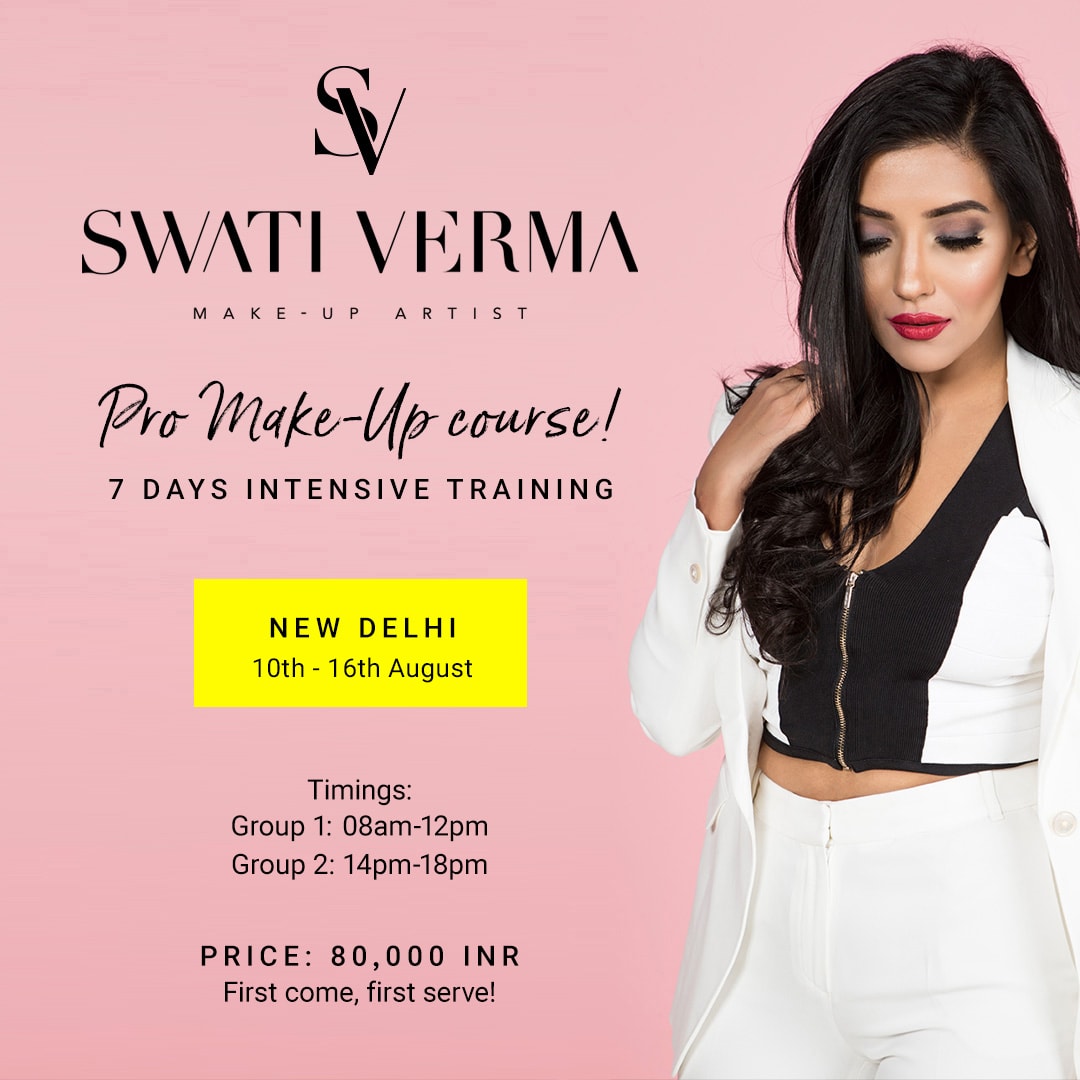 SV
SWATI VERMA
MAKE-UP ARTIST
Pro Make-Up course!
7 DAYS INTENSIVE TRAINING
NEW DELHI
10th - 16th August
Timings:
Group 1: 08am-12pm
Group 2: 14pm-18pm
PRICE: 80,000 INR
First come, first serve!